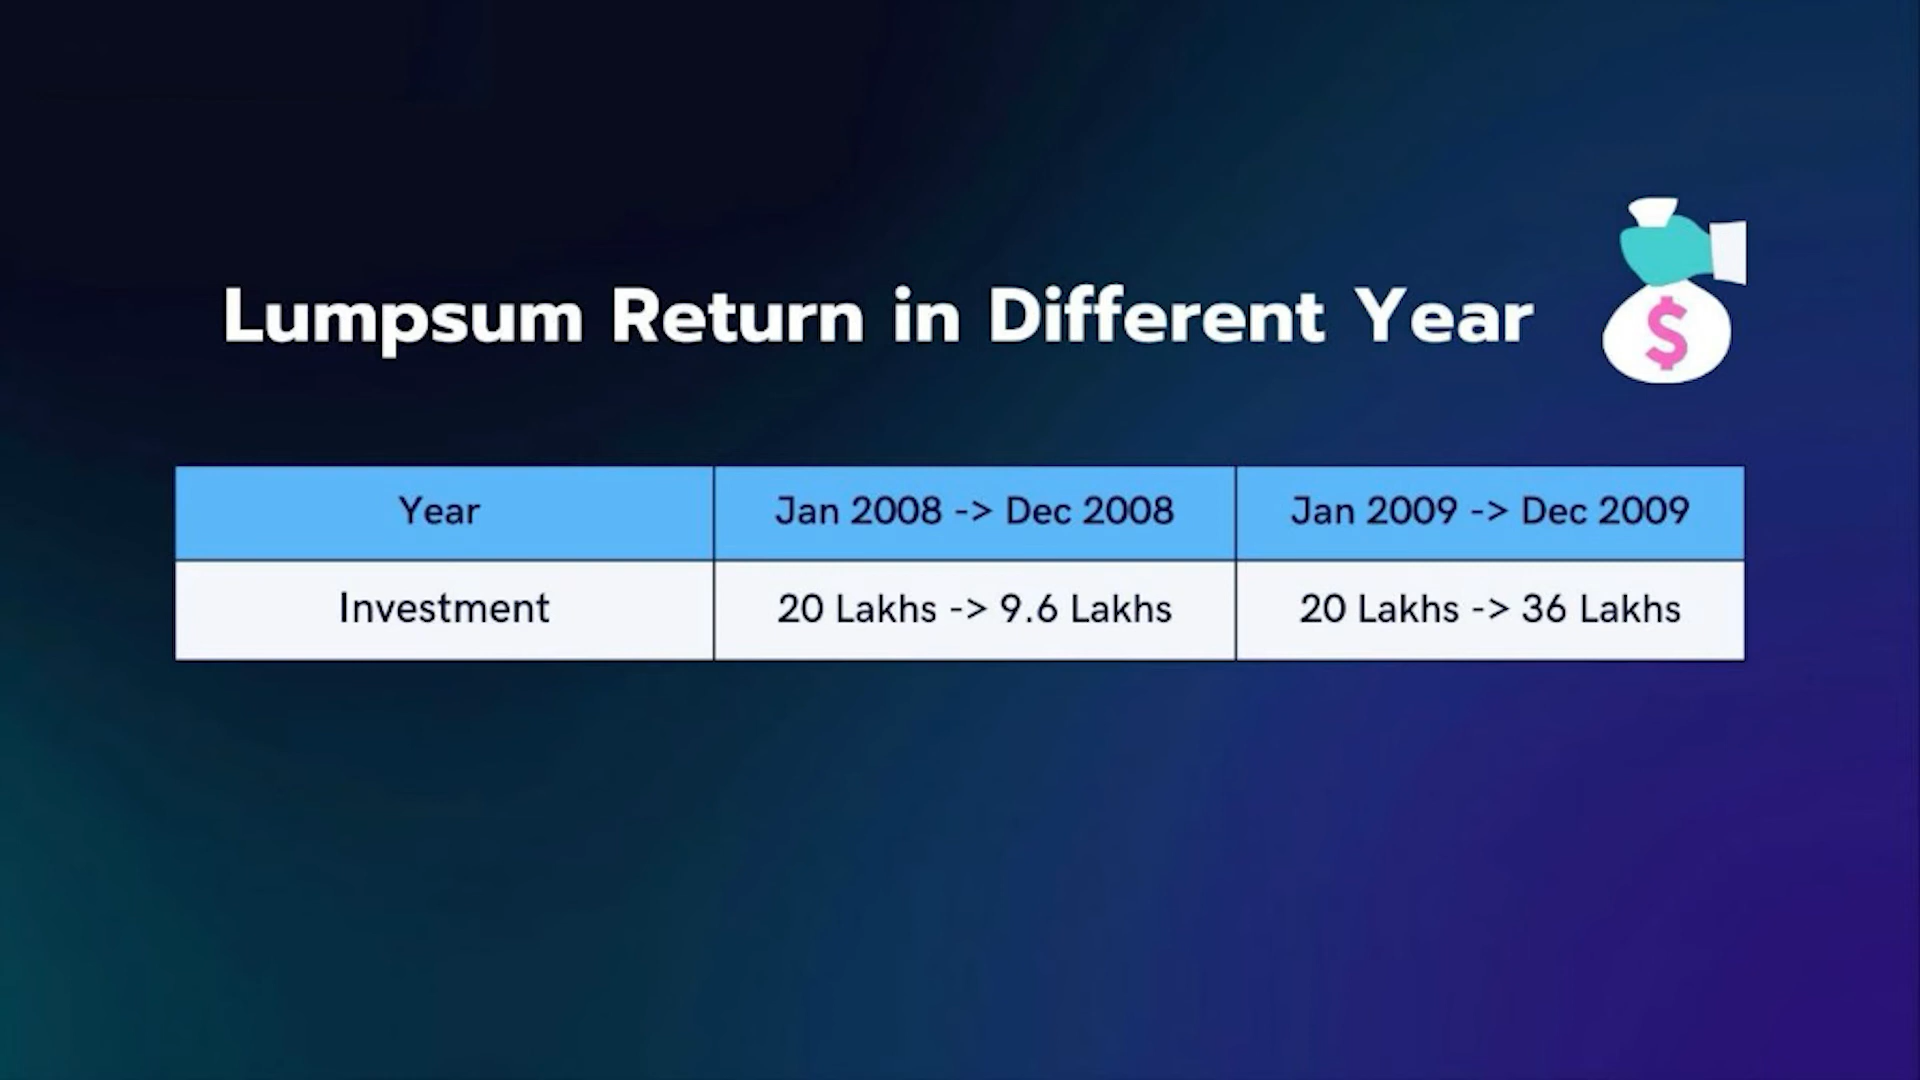 Lumpsum Return in Different Year
$
Year Jan 2008 -> Dec 2008 Jan 2009 -> Dec 2009
Investment 20 Lakhs -> 9.6 Lakhs 20 Lakhs -> 36 Lakhs